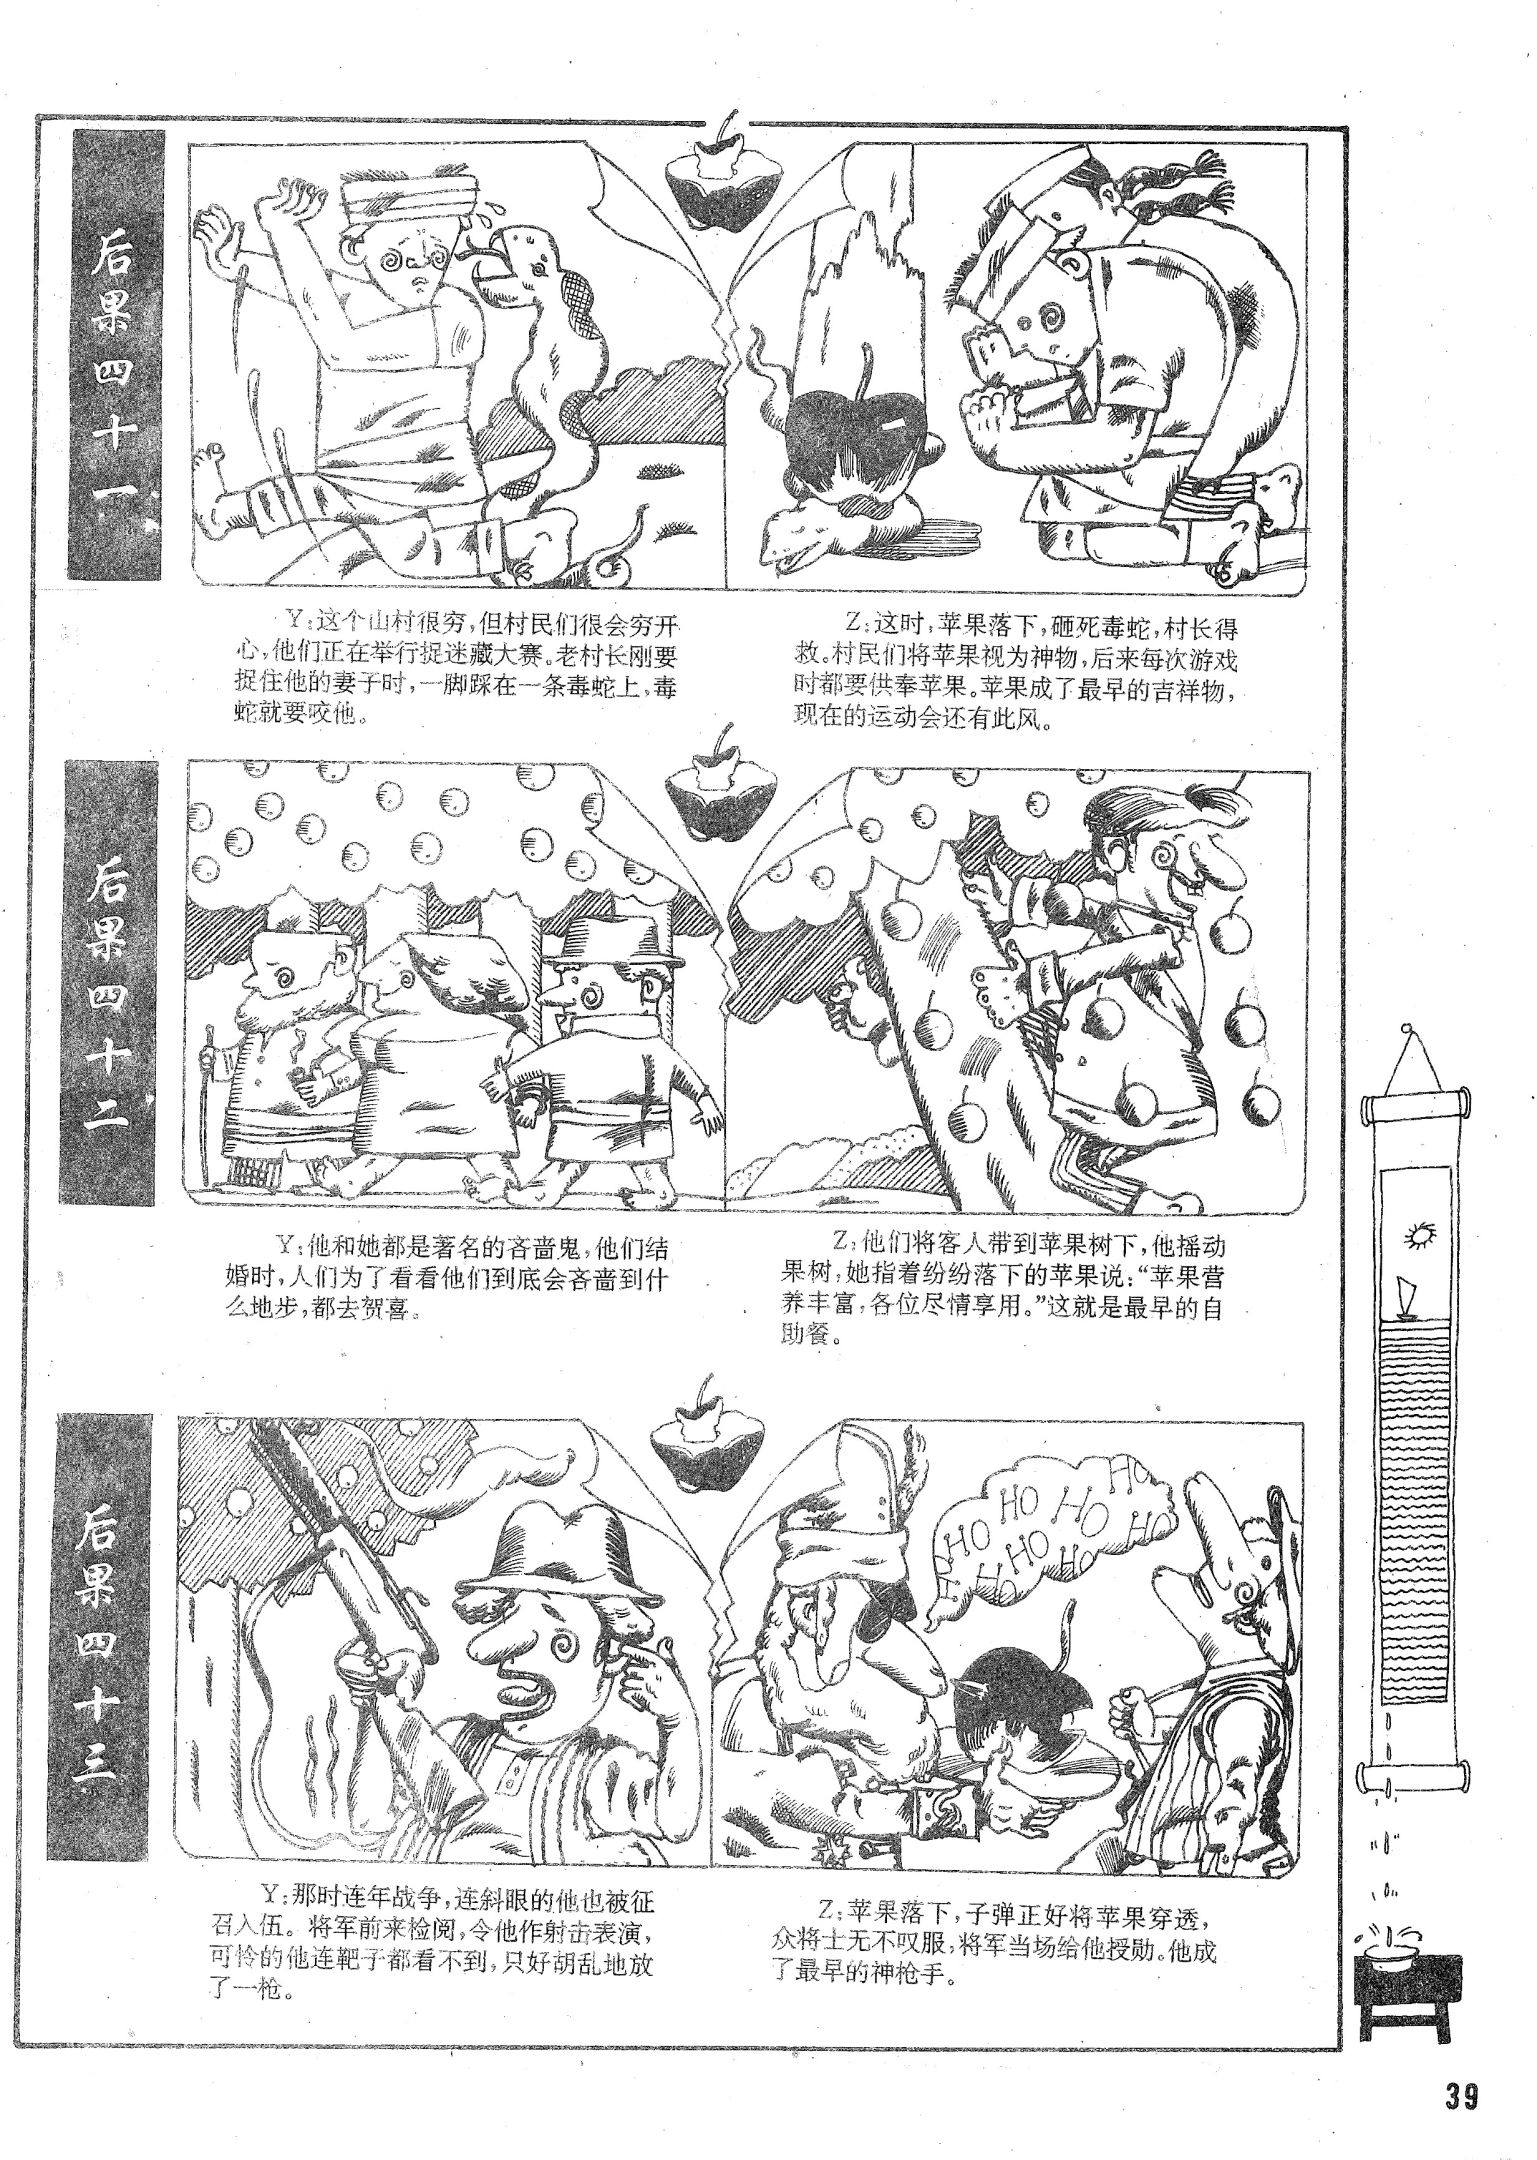 后果四十一
Y:这个山村很穷,但村民们很会穷开
心,他们正在举行捉迷藏大赛。老村长刚要
捉住他的妻子时,一脚踩在一条毒蛇上,毒
蛇就要咬他。
Z:这时,苹果落下,砸死毒蛇,村长得
救。村民们将苹果视为神物,后来每次游戏
时都要供奉苹果。苹果成了最早的吉祥物,
现在的运动会还有此风。
后果四十二
Y:他和她都是著名的吝啬鬼,他们结
婚时,人们为了看看他们到底会吝啬到什
么地步,都去贺喜。
Z:他们将客人带到苹果树下,他摇动
果树,她指着纷纷落下的苹果说:“苹果营
养丰富,各位尽情享用。”这就是最早的自
助餐。
后果四十三
HO HO HO HO
HO HO HO HO HO
Y:那时连年战争,连斜眼的他也被征
召入伍。将军前来检阅,令他作射击表演,
可怜的他连靶子都看不到,只好胡乱地放
了一枪。
Z:苹果落下,子弹正好将苹果穿透,
众将士无不叹服,将军当场给他授勋。他成
了最早的神枪手。
39